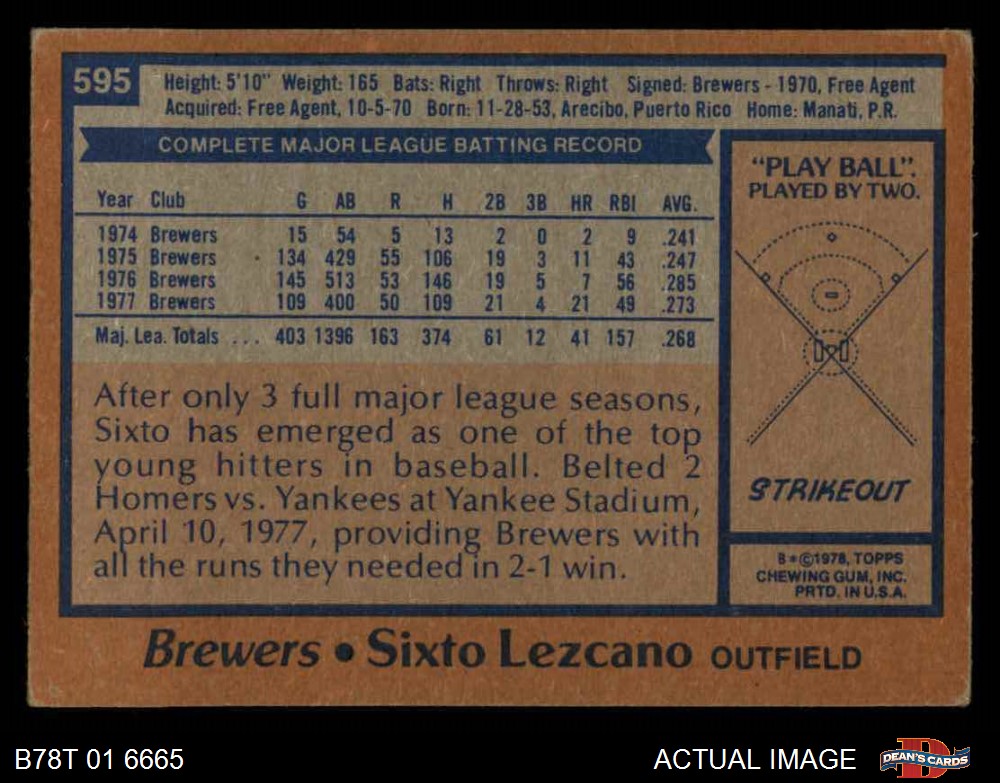 595
Height: 5'10" Weight: 165 Bats: Right Throws: Right Signed: Brewers - 1970, Free Agent
Acquired: Free Agent, 10-5-70 Born: 11-28-53, Arecibo, Puerto Rico Home: Manati, P.R.
COMPLETE MAJOR LEAGUE BATTING RECORD
Year Club G AB R H 2B 3B HR RBI AVG.
1974 Brewers 15 54 5 13 2 0 2 9 .241
1975 Brewers 134 429 55 106 19 3 11 43 .247
1976 Brewers 145 513 53 146 19 5 7 56 .285
1977 Brewers 109 400 50 109 21 4 21 49 .273
Maj. Lea. Totals ... 403 1396 163 374 61 12 41 157 .268
After only 3 full major league seasons,
Sixto has emerged as one of the top
young hitters in baseball. Belted 2
Homers vs. Yankees at Yankee Stadium,
April 10, 1977, providing Brewers with
all the runs they needed in 2-1 win.
"PLAY BALL".
PLAYED BY TWO.
STRIKEOUT
B*©1978, TOPPS
CHEWING GUM, INC.
PRTD. IN U.S.A.
Brewers • Sixto Lezcano OUTFIELD
B78T 01 6665
ACTUAL IMAGE
D
DEAN'S CARDS